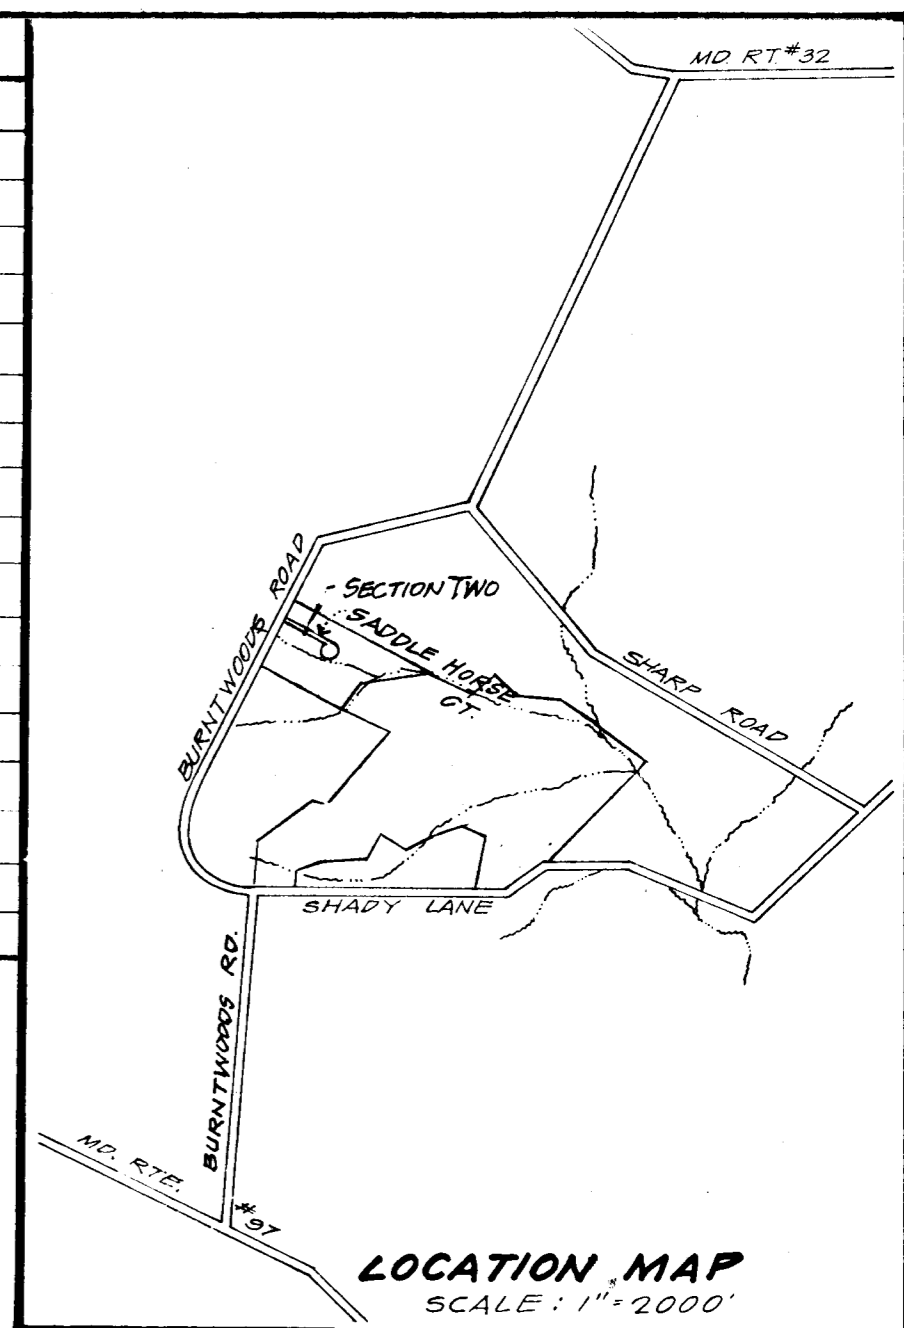 MD. RT. #32
BURNTWOODS ROAD
SECTION TWO
SADDLE HORSE
CT.
SHARP
ROAD
SHADY LANE
BURNTWOODS RD.
MD. RTE.
#97
LOCATION MAP
SCALE: 1"=2000'